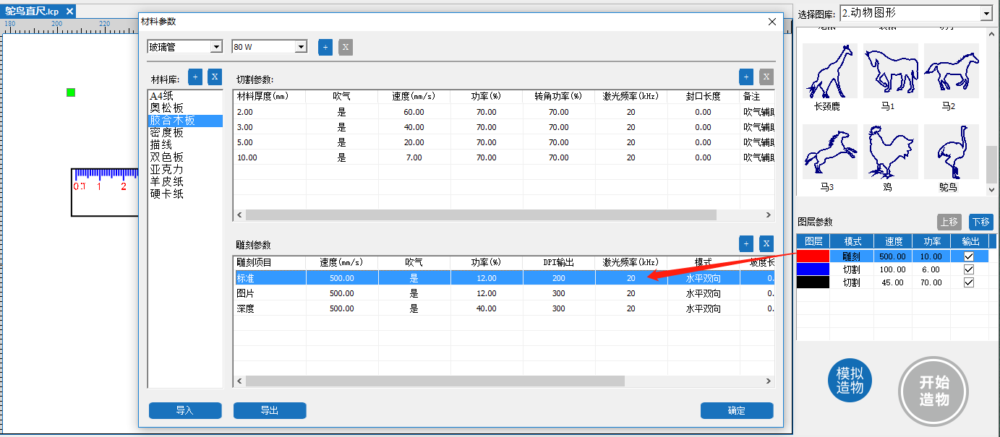 鸵鸟直尺.lcp ✕
180 200 220
0 1 2
材料参数
玻璃管 80 W + X
材料库: + X
A4纸
奥松板
胶合木板
密度板
描线
双色板
亚克力
羊皮纸
硬卡纸
切割参数: + X
材料厚度(mm) 吹气 速度(mm/s) 功率(%) 转角功率(%) 激光频率(kHz) 封口长度 备注
2.00 是 60.00 70.00 70.00 20 0.00 吹气辅助
3.00 是 40.00 70.00 70.00 20 0.00 吹气辅助
5.00 是 20.00 70.00 70.00 20 0.00 吹气辅助
10.00 是 7.00 70.00 70.00 20 0.00 吹气辅助
雕刻参数 + X
雕刻项目 速度(mm/s) 吹气 功率(%) DPI输出 激光频率(kHz) 模式 坡度长
标准 500.00 是 12.00 200 20 水平双向 0.
图片 500.00 是 12.00 300 20 水平双向 0.
深度 500.00 是 40.00 300 20 水平双向 0.
导入 导出 确定
选择图库: 2.动物图形
长颈鹿 马1 马2
马3 鸡 鸵鸟
图层参数 上移 下移
图层 模式 速度 功率 输出
雕刻 500.00 10.00
切割 100.00 6.00
切割 45.00 70.00
模拟
造物
开始
造物